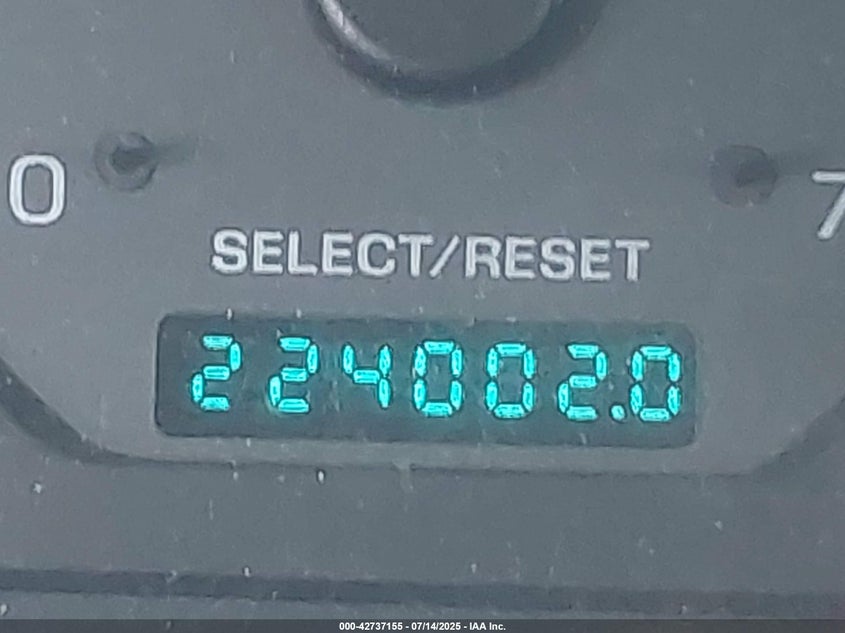 0
7
SELECT/RESET
224002.0
000-42737155 - 07/14/2025 - IAA Inc.